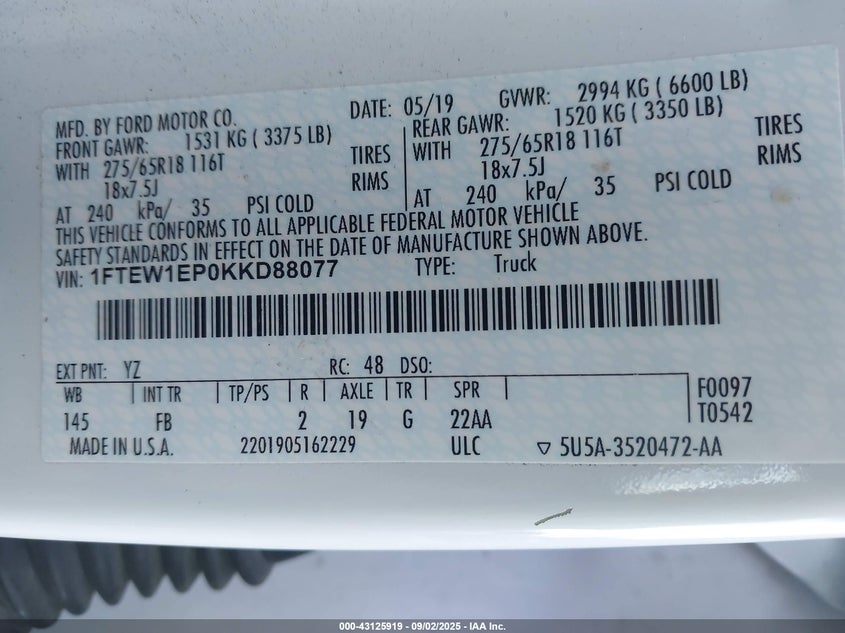 MFD. BY FORD MOTOR CO. DATE: 05/19 GVWR: 2994 KG ( 6600 LB)
FRONT GAWR: 1531 KG ( 3375 LB) REAR GAWR: 1520 KG ( 3350 LB)
WITH 275/65R18 116T TIRES WITH 275/65R18 116T TIRES
18x7.5J RIMS 18x7.5J RIMS
AT 240 kPa/ 35 PSI COLD AT 240 kPa/ 35 PSI COLD
THIS VEHICLE CONFORMS TO ALL APPLICABLE FEDERAL MOTOR VEHICLE
SAFETY STANDARDS IN EFFECT ON THE DATE OF MANUFACTURE SHOWN ABOVE.
VIN: 1FTEW1EP0KKD88077 TYPE: Truck
EXT PNT: YZ RC: 48 DSO:
WB INT TR TP/PS R AXLE TR SPR F0097
145 FB 2 19 G 22AA T0542
MADE IN U.S.A. 2201905162229 ULC ▽ 5U5A-3520472-AA
000-43125919 - 09/02/2025 - IAA Inc.